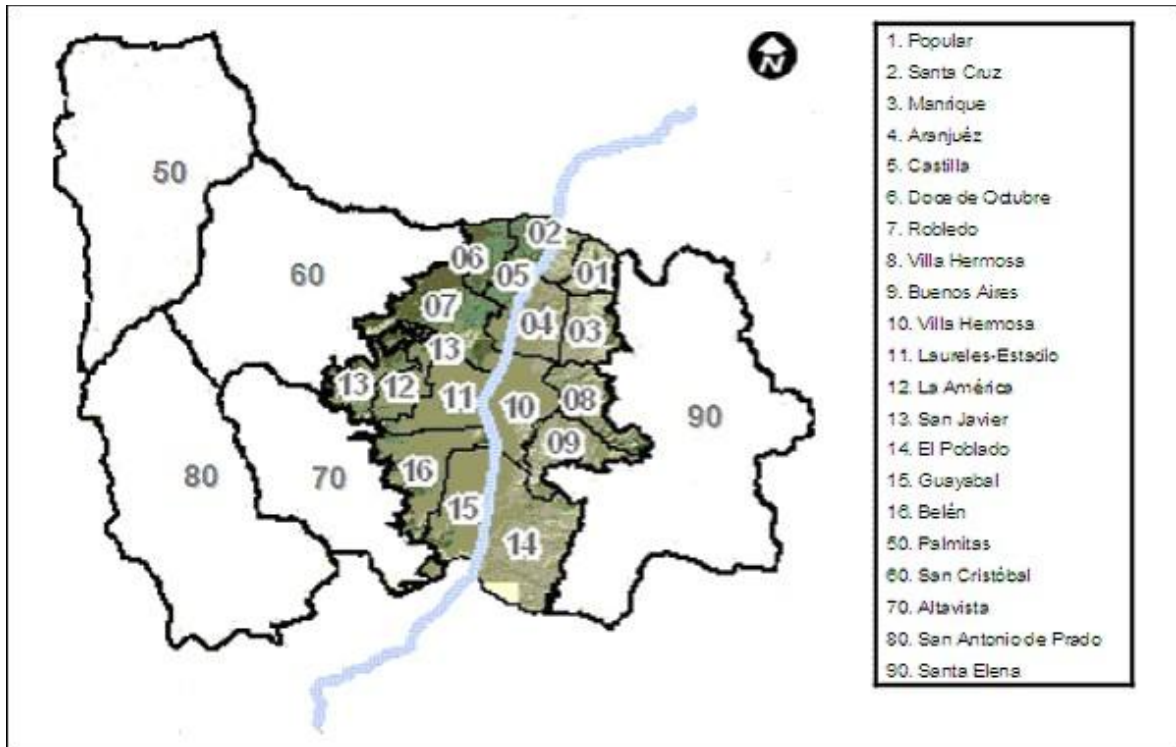 N
50
60
70
80
90
06
02
05
01
07
04
03
13
13
12
11
10
08
09
16
15
14
1. Popular
2. Santa Cruz
3. Manrique
4. Aranjuéz
5. Castilla
6. Doce de Octubre
7. Robledo
8. Villa Hermosa
9. Buenos Aires
10. Villa Hermosa
11. Laureles-Estadio
12. La América
13. San Javier
14. El Poblado
15. Guayabal
16. Belén
50. Palmitas
60. San Cristóbal
70. Altavista
80. San Antonio de Prado
90. Santa Elena